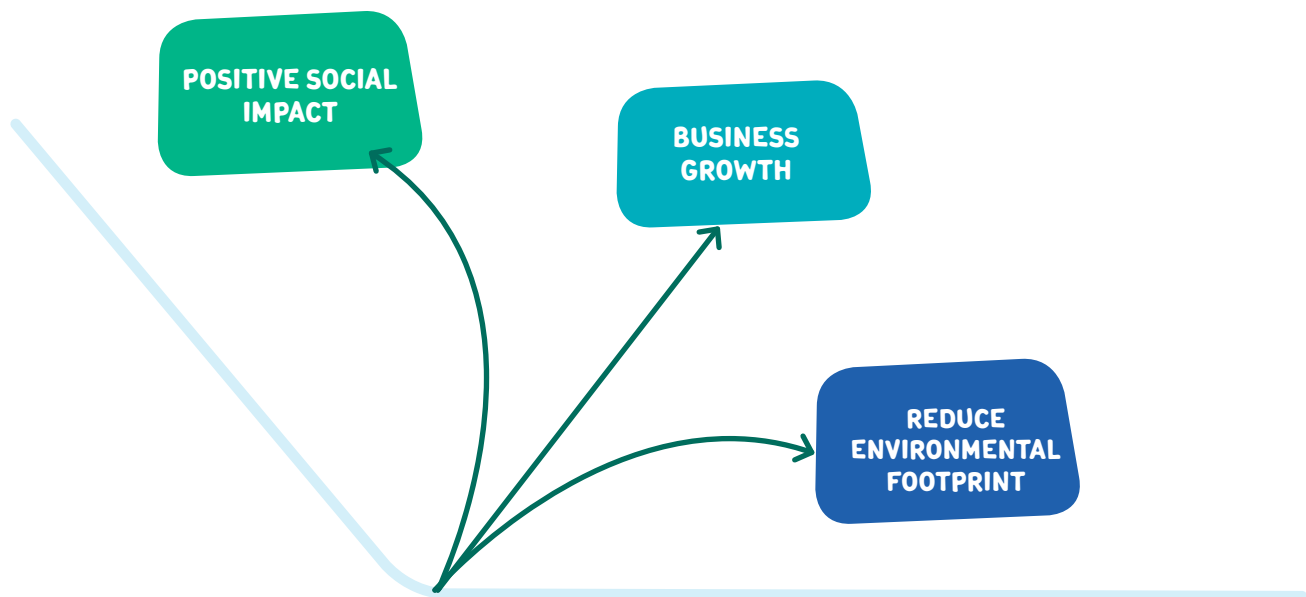 POSITIVE SOCIAL
IMPACT
BUSINESS
GROWTH
REDUCE
ENVIRONMENTAL
FOOTPRINT